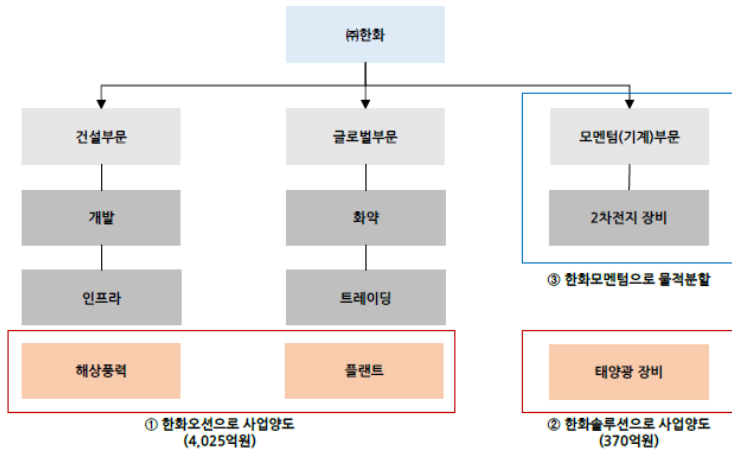 ㈜한화
건설부문
글로벌부문
모멘텀(기계)부문
개발
화약
2차전지 장비
③ 한화모멘텀으로 물적분할
인프라
트레이딩
해상풍력
플랜트
태양광 장비
① 한화오션으로 사업양도
(4,025억원)
② 한화솔루션으로 사업양도
(370억원)